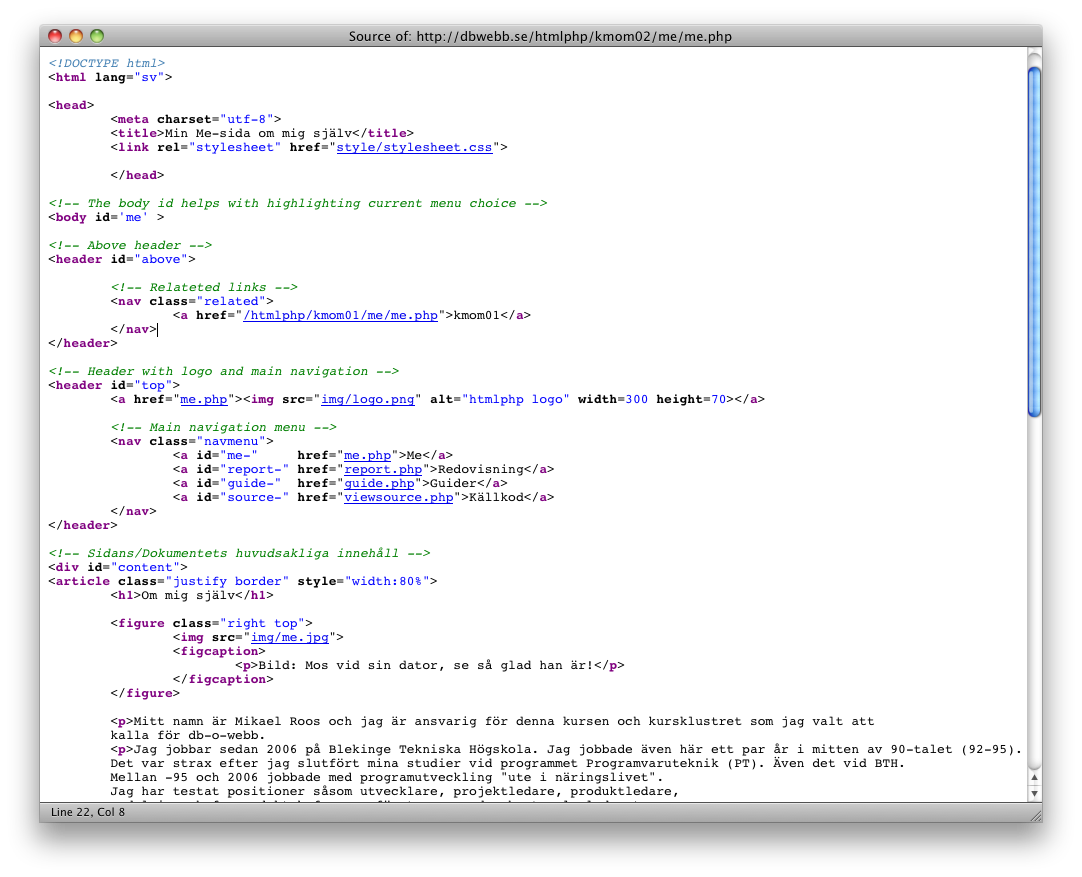 Source of: http://dbwebb.se/htmlphp/kmom02/me/me.php
<!DOCTYPE html>
<html lang="sv">
<head>
<meta charset="utf-8">
<title>Min Me-sida om mig själv</title>
<link rel="stylesheet" href="style/stylesheet.css">
</head>
<!-- The body id helps with highlighting current menu choice -->
<body id='me' >
<!-- Above header -->
<header id="above">
<!-- Relateted links -->
<nav class="related">
<a href="/htmlphp/kmom01/me/me.php">kmom01</a>
</nav>
</header>
<!-- Header with logo and main navigation -->
<header id="top">
<a href="me.php"><img src="img/logo.png" alt="htmlphp logo" width=300 height=70></a>
<!-- Main navigation menu -->
<nav class="navmenu">
<a id="me-"     href="me.php">Me</a>
<a id="report-" href="report.php">Redovisning</a>
<a id="guide-"  href="guide.php">Guider</a>
<a id="source-" href="viewsource.php">Källkod</a>
</nav>
</header>
<!-- Sidans/Dokumentets huvudsakliga innehåll -->
<div id="content">
<article class="justify border" style="width:80%">
<h1>Om mig själv</h1>
<figure class="right top">
<img src="img/me.jpg">
<figcaption>
<p>Bild: Mos vid sin dator, se så glad han är!</p>
</figcaption>
</figure>
<p>Mitt namn är Mikael Roos och jag är ansvarig för denna kursen och kursklustret som jag valt att
kalla för db-o-webb.
<p>Jag jobbar sedan 2006 på Blekinge Tekniska Högskola. Jag jobbade även här ett par år i mitten av 90-talet (92-95).
Det var strax efter jag slutfört mina studier vid programmet Programvaruteknik (PT). Även det vid BTH.
Mellan -95 och 2006 jobbade med programutveckling "ute i näringslivet".
Jag har testat positioner såsom utvecklare, projektledare, produktledare,
Line 22, Col 8